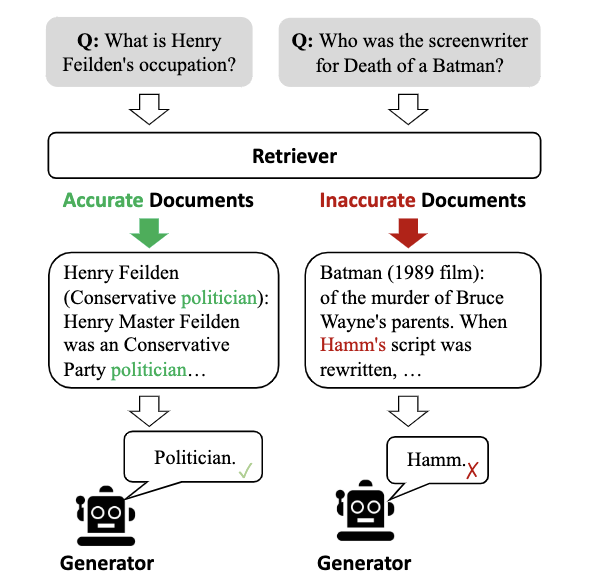 Q: What is Henry
Feilden's occupation?
Q: Who was the screenwriter
for Death of a Batman?
Retriever
Accurate Documents
Inaccurate Documents
Henry Feilden
(Conservative politician):
Henry Master Feilden
was an Conservative
Party politician…
Batman (1989 film):
of the murder of Bruce
Wayne's parents. When
Hamm's script was
rewritten, …
Politician.
Hamm.
Generator
Generator